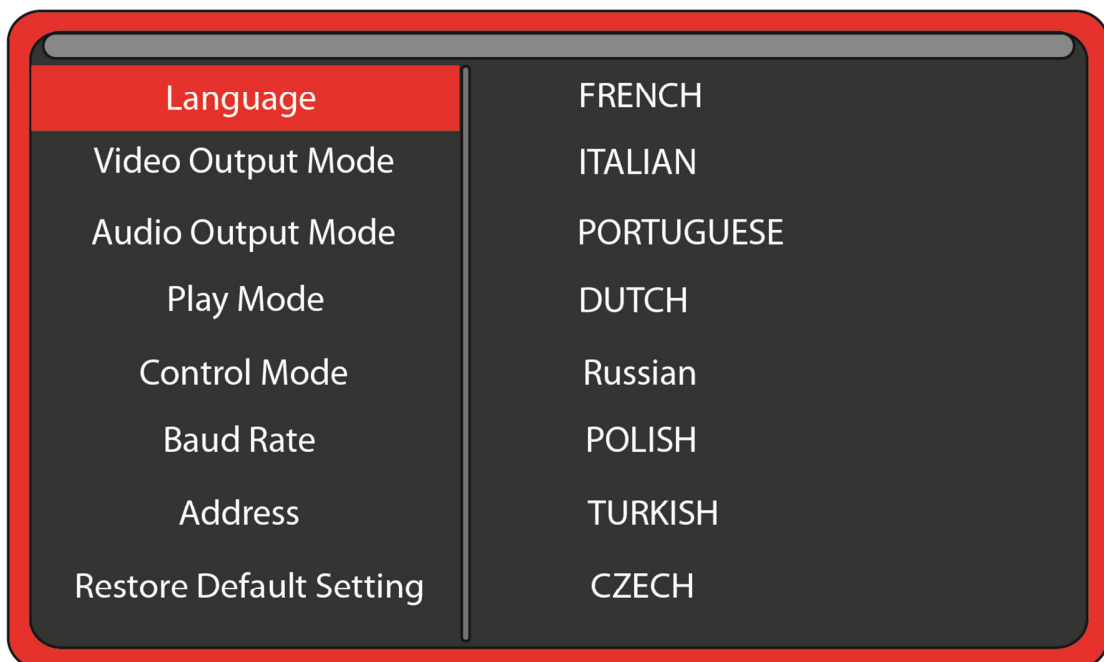 Language
Video Output Mode
Audio Output Mode
Play Mode
Control Mode
Baud Rate
Address
Restore Default Setting
FRENCH
ITALIAN
PORTUGUESE
DUTCH
Russian
POLISH
TURKISH
CZECH